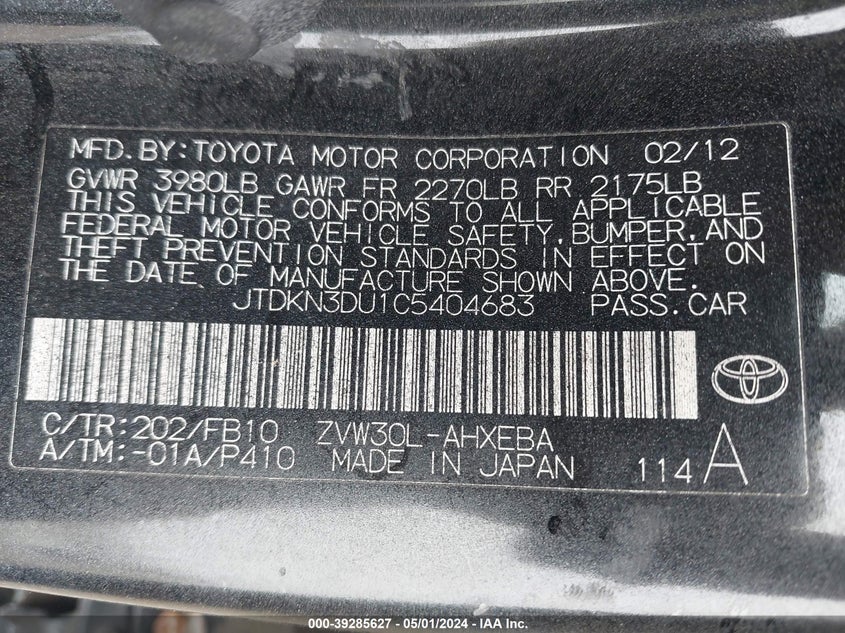 MFD.BY:TOYOTA MOTOR CORPORATION 02/12
GVWR 3980LB GAWR FR 2270LB RR 2175LB
THIS VEHICLE CONFORMS TO ALL APPLICABLE
FEDERAL MOTOR VEHICLE SAFETY,BUMPER,AND
THEFT PREVENTION STANDARDS IN EFFECT ON
THE DATE OF MANUFACTURE SHOWN ABOVE.
JTDKN3DU1C5404683 PASS.CAR
C/TR:202/FB10 ZVW30L-AHXEBA
A/TM:-01A/P410 MADE IN JAPAN 114 A
000-39285627 - 05/01/2024 - IAA Inc.